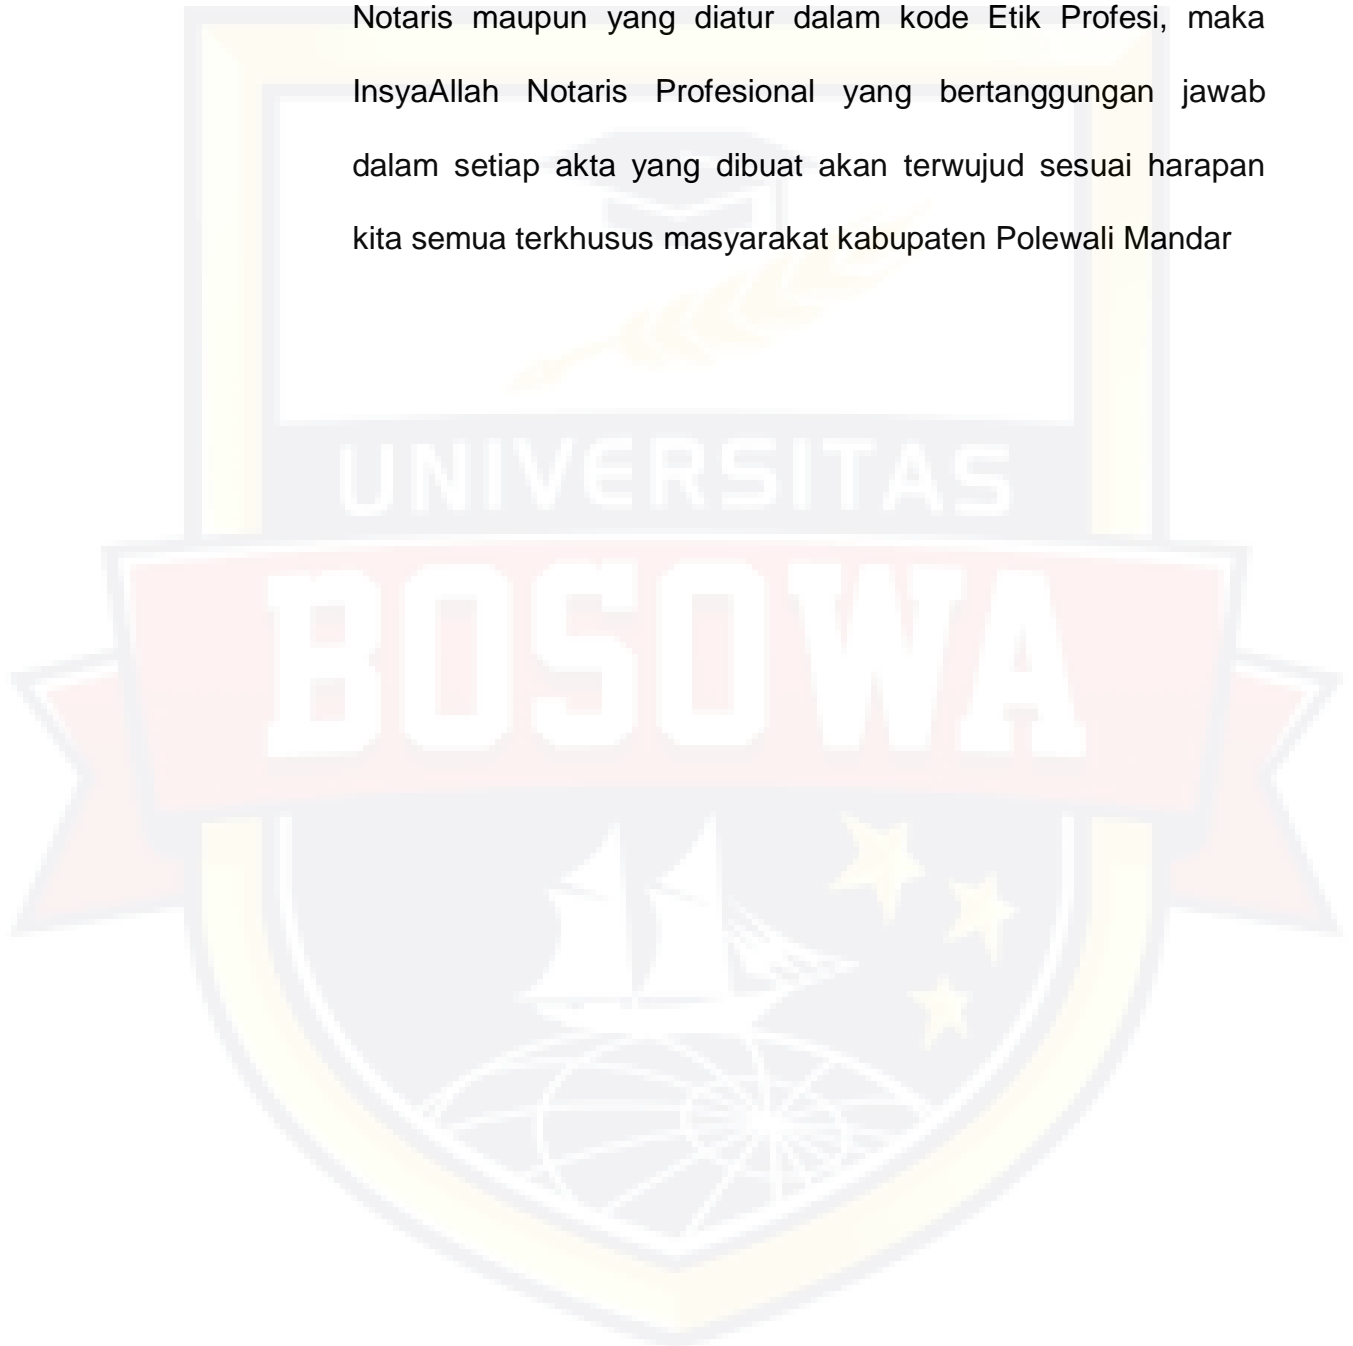 Notaris maupun yang diatur dalam kode Etik Profesi, maka
InsyaAllah Notaris Profesional yang bertanggungan jawab
dalam setiap akta yang dibuat akan terwujud sesuai harapan
kita semua terkhusus masyarakat kabupaten Polewali Mandar
UNIVERSITAS
BOSOWA